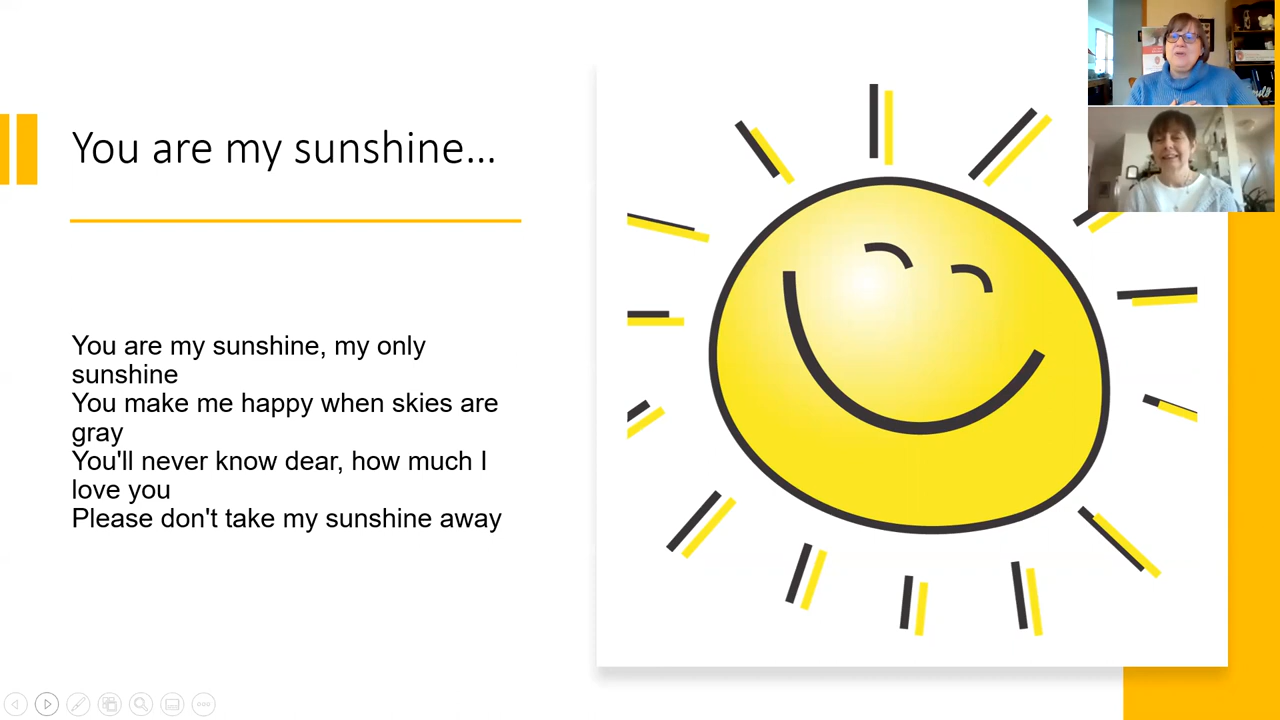 You are my sunshine...
You are my sunshine, my only
sunshine
You make me happy when skies are
gray
You'll never know dear, how much I
love you
Please don't take my sunshine away